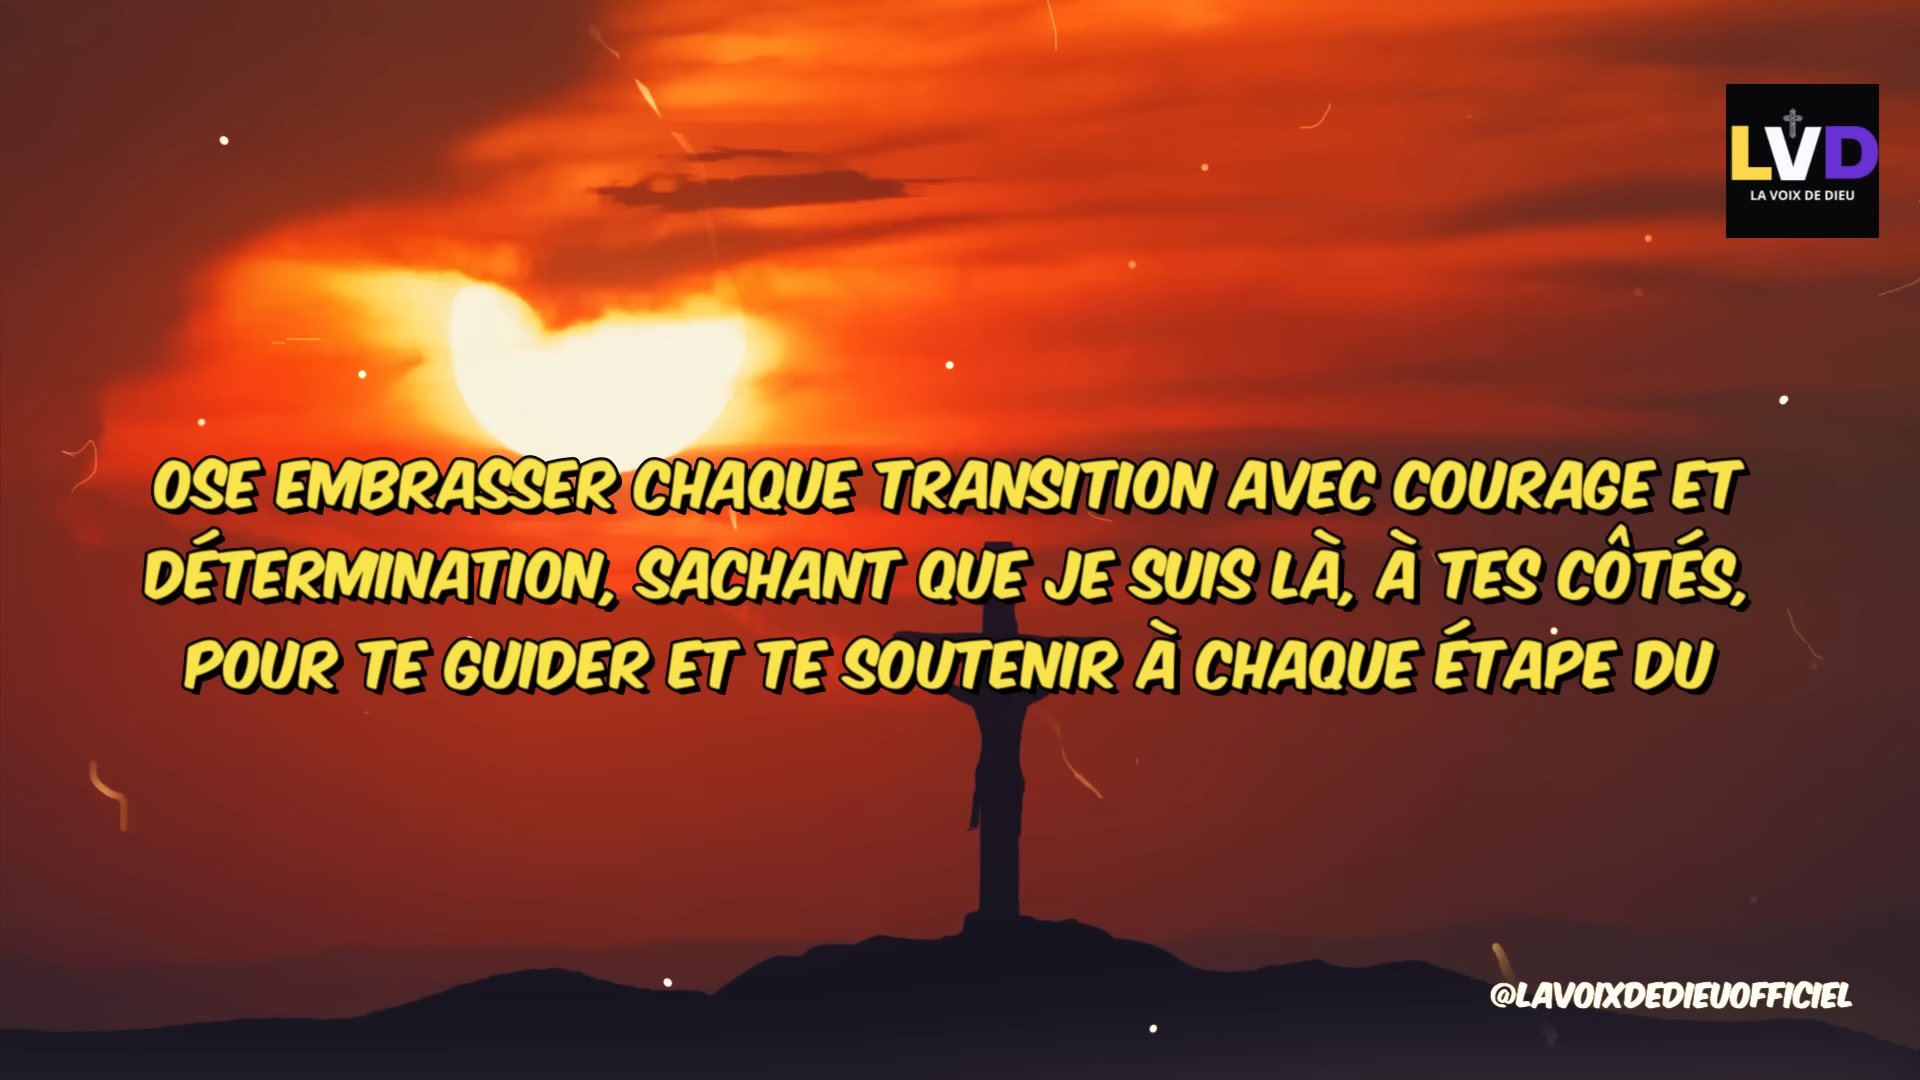 LVD
LA VOIX DE DIEU
OSE EMBRASSER CHAQUE TRANSITION AVEC COURAGE ET
DÉTERMINATION, SACHANT QUE JE SUIS LÀ, À TES CÔTÉS,
POUR TE GUIDER ET TE SOUTENIR À CHAQUE ÉTAPE DU
@LAVOIXDEDIEUOFFICIEL